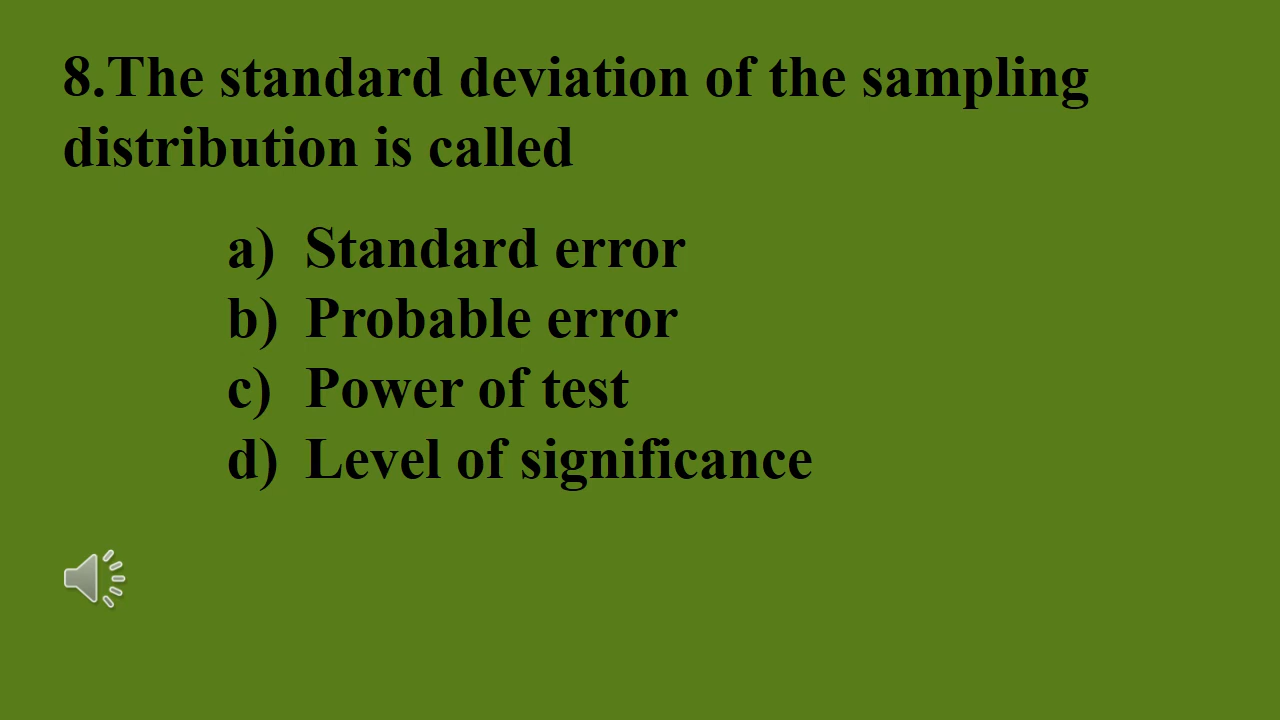 8.The standard deviation of the sampling
distribution is called
a) Standard error
b) Probable error
c) Power of test
d) Level of significance